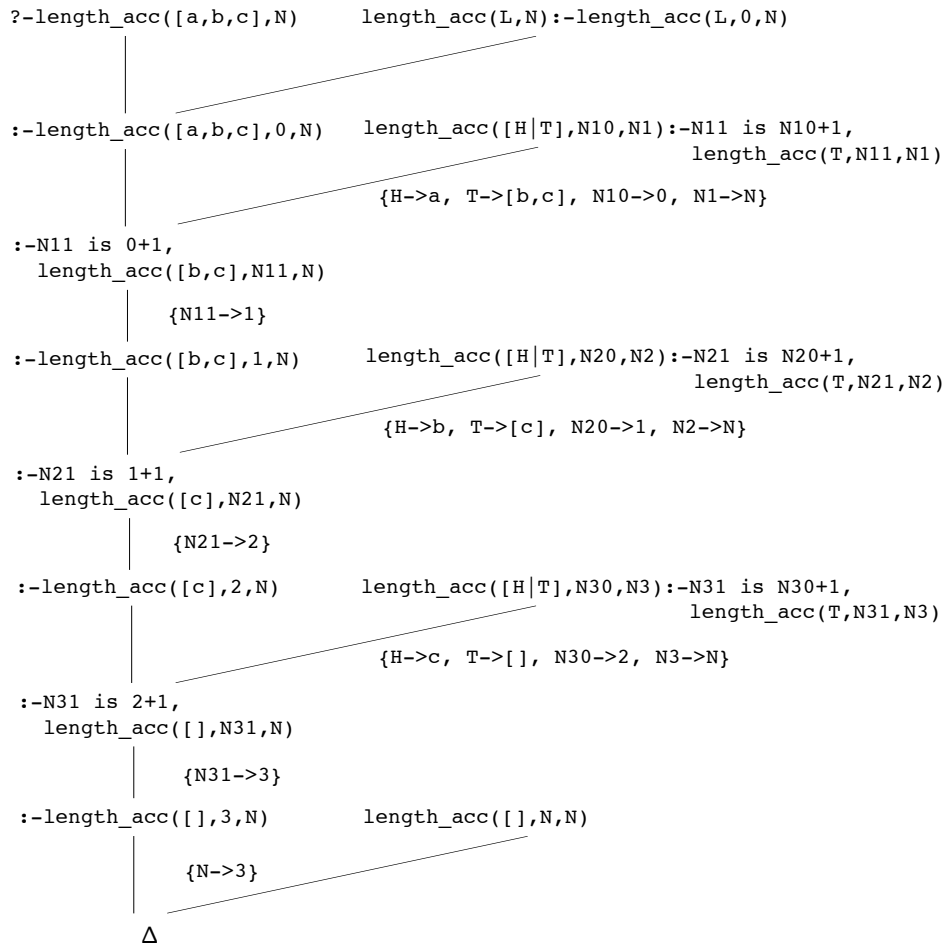 ?-length_acc([a,b,c],N) length_acc(L,N):-length_acc(L,0,N)
:-length_acc([a,b,c],0,N) length_acc([H|T],N10,N1):-N11 is N10+1,
length_acc(T,N11,N1)
{H->a, T->[b,c], N10->0, N1->N}
:-N11 is 0+1,
length_acc([b,c],N11,N)
{N11->1}
:-length_acc([b,c],1,N) length_acc([H|T],N20,N2):-N21 is N20+1,
length_acc(T,N21,N2)
{H->b, T->[c], N20->1, N2->N}
:-N21 is 1+1,
length_acc([c],N21,N)
{N21->2}
:-length_acc([c],2,N) length_acc([H|T],N30,N3):-N31 is N30+1,
length_acc(T,N31,N3)
{H->c, T->[], N30->2, N3->N}
:-N31 is 2+1,
length_acc([],N31,N)
{N31->3}
:-length_acc([],3,N) length_acc([],N,N)
{N->3}
Δ